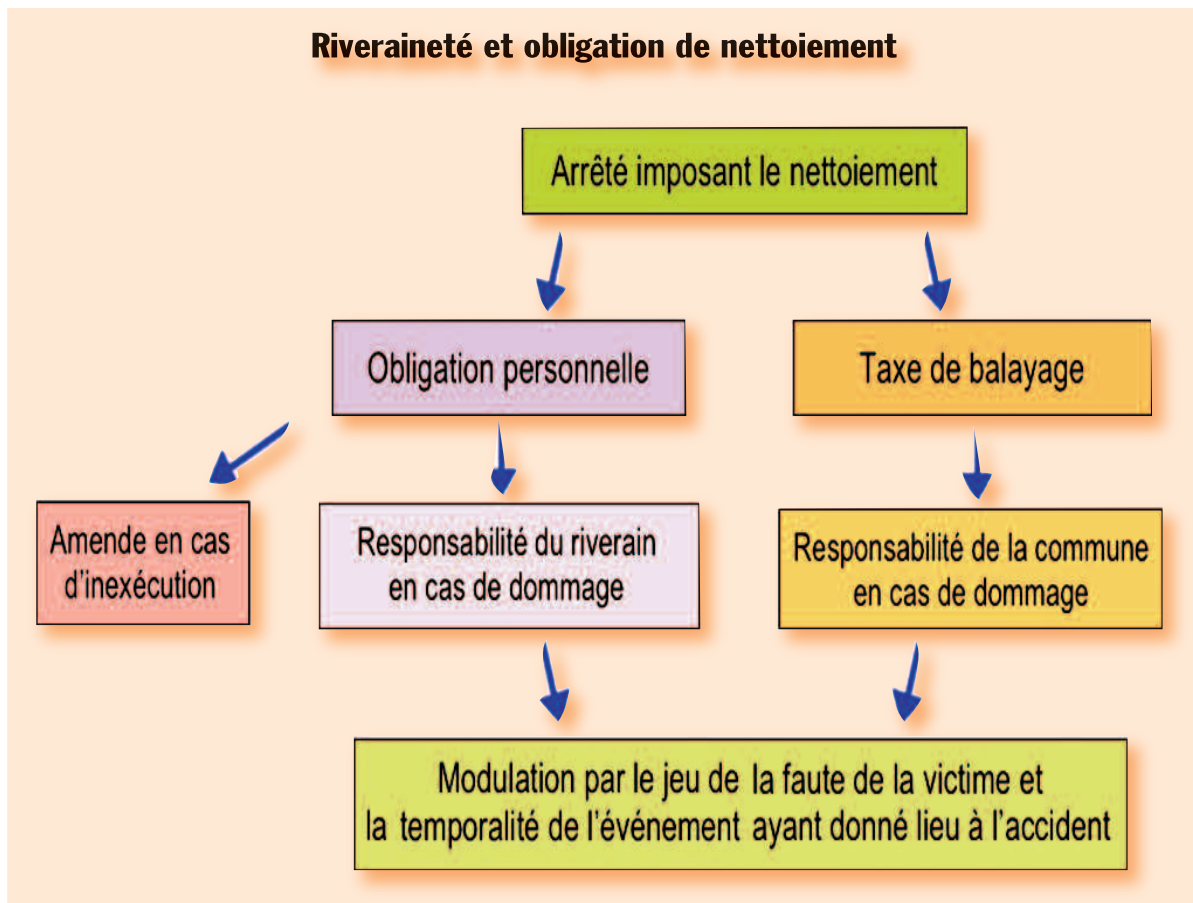 Riveraineté et obligation de nettoiement
Arrêté imposant le nettoiement
Obligation personnelle
Taxe de balayage
Amende en cas
d'inexécution
Responsabilité du riverain
en cas de dommage
Responsabilité de la commune
en cas de dommage
Modulation par le jeu de la faute de la victime et
la temporalité de l'événement ayant donné lieu à l'accident